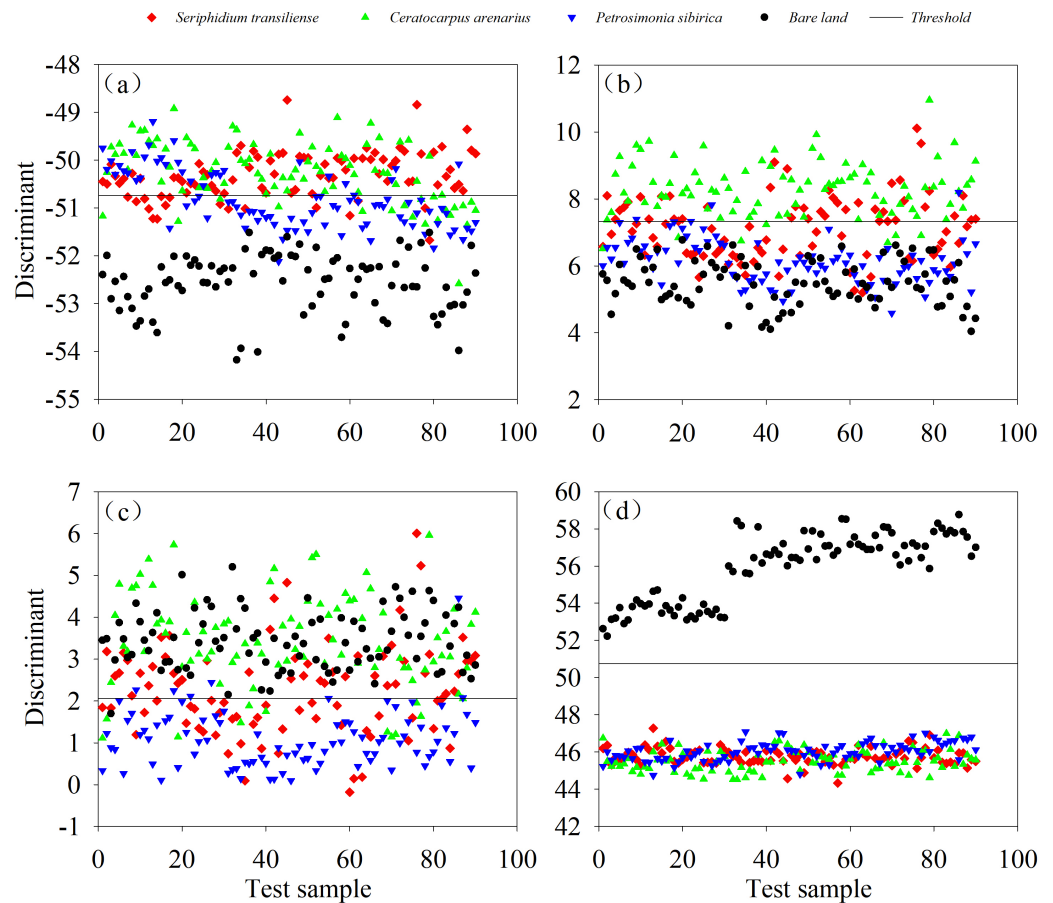 Seriphidium transiliense Ceratocarpus arenarius Petrosimonia sibirica Bare land Threshold
Discriminant
（a）
-48
-49
-50
-51
-52
-53
-54
-55
0 20 40 60 80 100
（b）
12
10
8
6
4
2
0 20 40 60 80 100
Discriminant
（c）
7
6
5
4
3
2
1
0
-1
0 20 40 60 80 100
Test sample
（d）
60
58
56
54
52
50
48
46
44
42
0 20 40 60 80 100
Test sample